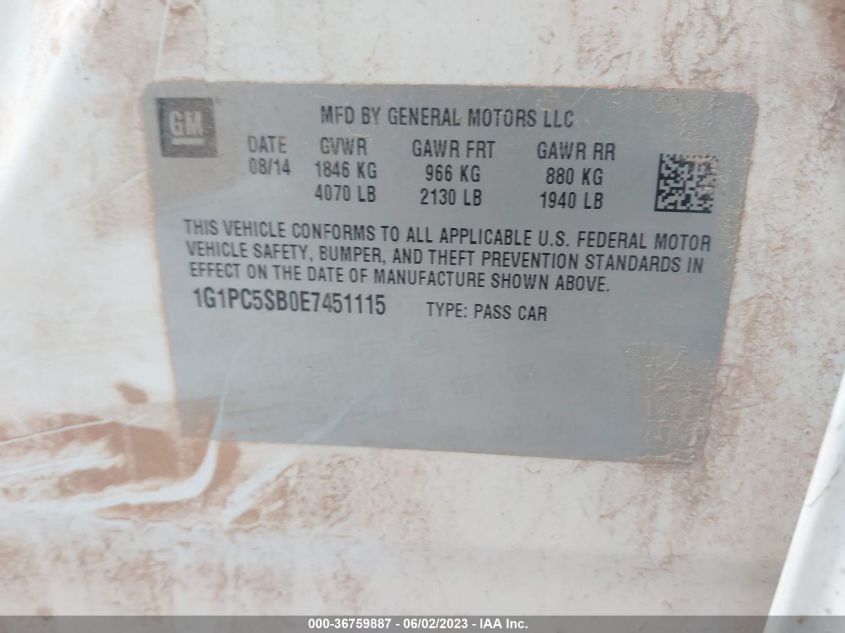 GM
MFD BY GENERAL MOTORS LLC
DATE GVWR GAWR FRT GAWR RR
08/14 1846 KG 966 KG 880 KG
4070 LB 2130 LB 1940 LB
THIS VEHICLE CONFORMS TO ALL APPLICABLE U.S. FEDERAL MOTOR
VEHICLE SAFETY, BUMPER, AND THEFT PREVENTION STANDARDS IN
EFFECT ON THE DATE OF MANUFACTURE SHOWN ABOVE.
1G1PC5SB0E7451115 TYPE: PASS CAR
000-36759887 - 06/02/2023 - IAA Inc.